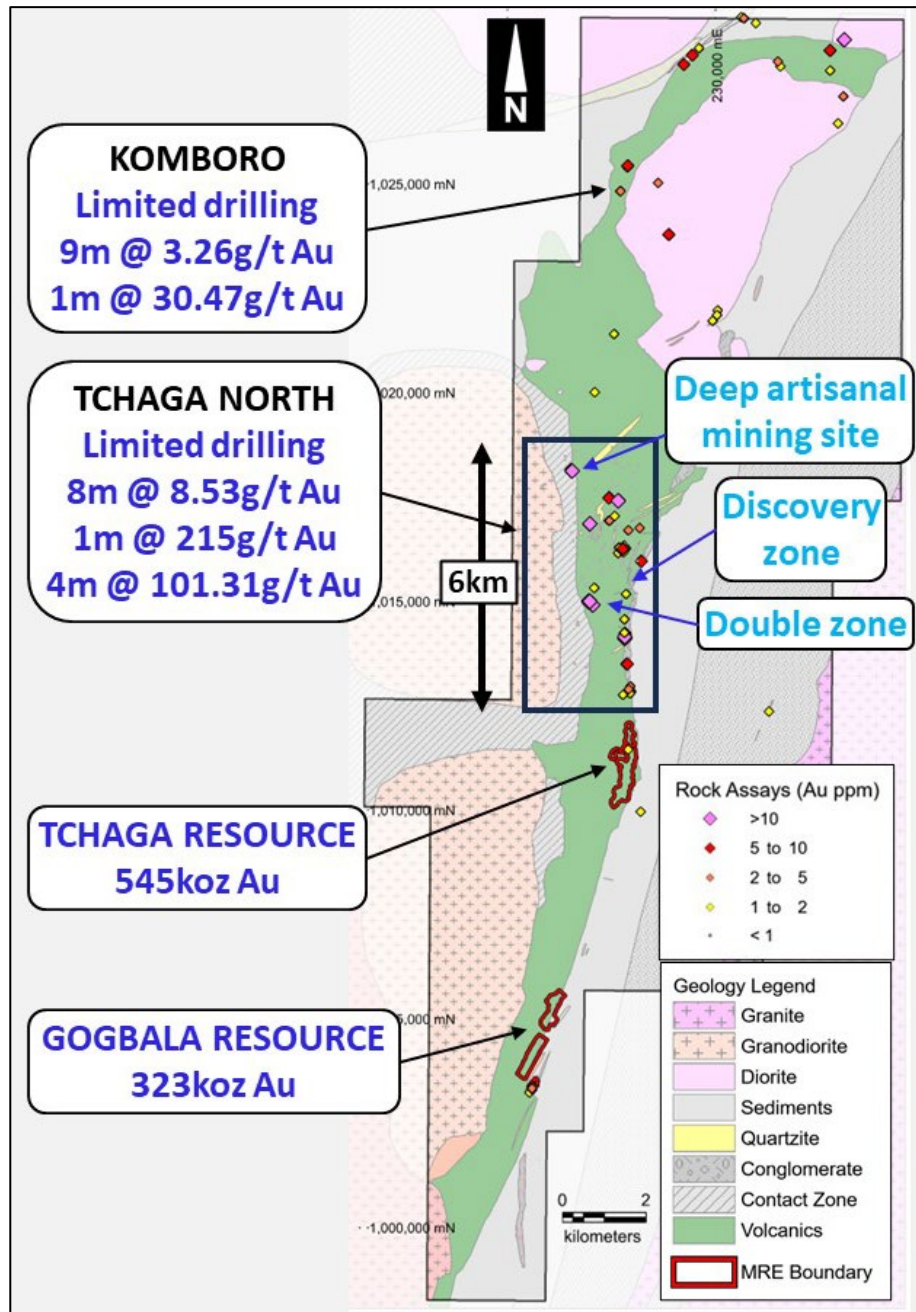 N
230,000 mE
KOMBORO
Limited drilling
9m @ 3.26g/t Au
1m @ 30.47g/t Au
1,025,000 mN
TCHAGA NORTH
Limited drilling
8m @ 8.53g/t Au
1m @ 215g/t Au
4m @ 101.31g/t Au
020,000 mN
Deep artisanal
mining site
Discovery
zone
6km
,015,000 mN
Double zone
TCHAGA RESOURCE
545koz Au
1,010,000 mN
Rock Assays (Au ppm)
>10
5 to 10
2 to 5
1 to 2
< 1
GOGBALA RESOURCE
323koz Au
5,000 mN
Geology Legend
Granite
Granodiorite
Diorite
Sediments
Quartzite
Conglomerate
Contact Zone
Volcanics
MRE Boundary
0 2
kilometers
1,000,000 mN